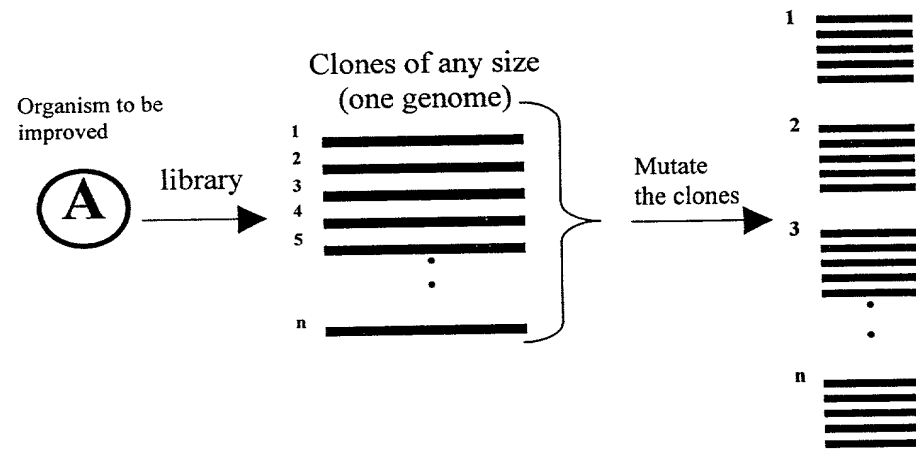 Organism to be
improved
A
library
Clones of any size
(one genome)
1
2
3
4
5
n
Mutate
the clones
1
2
3
n